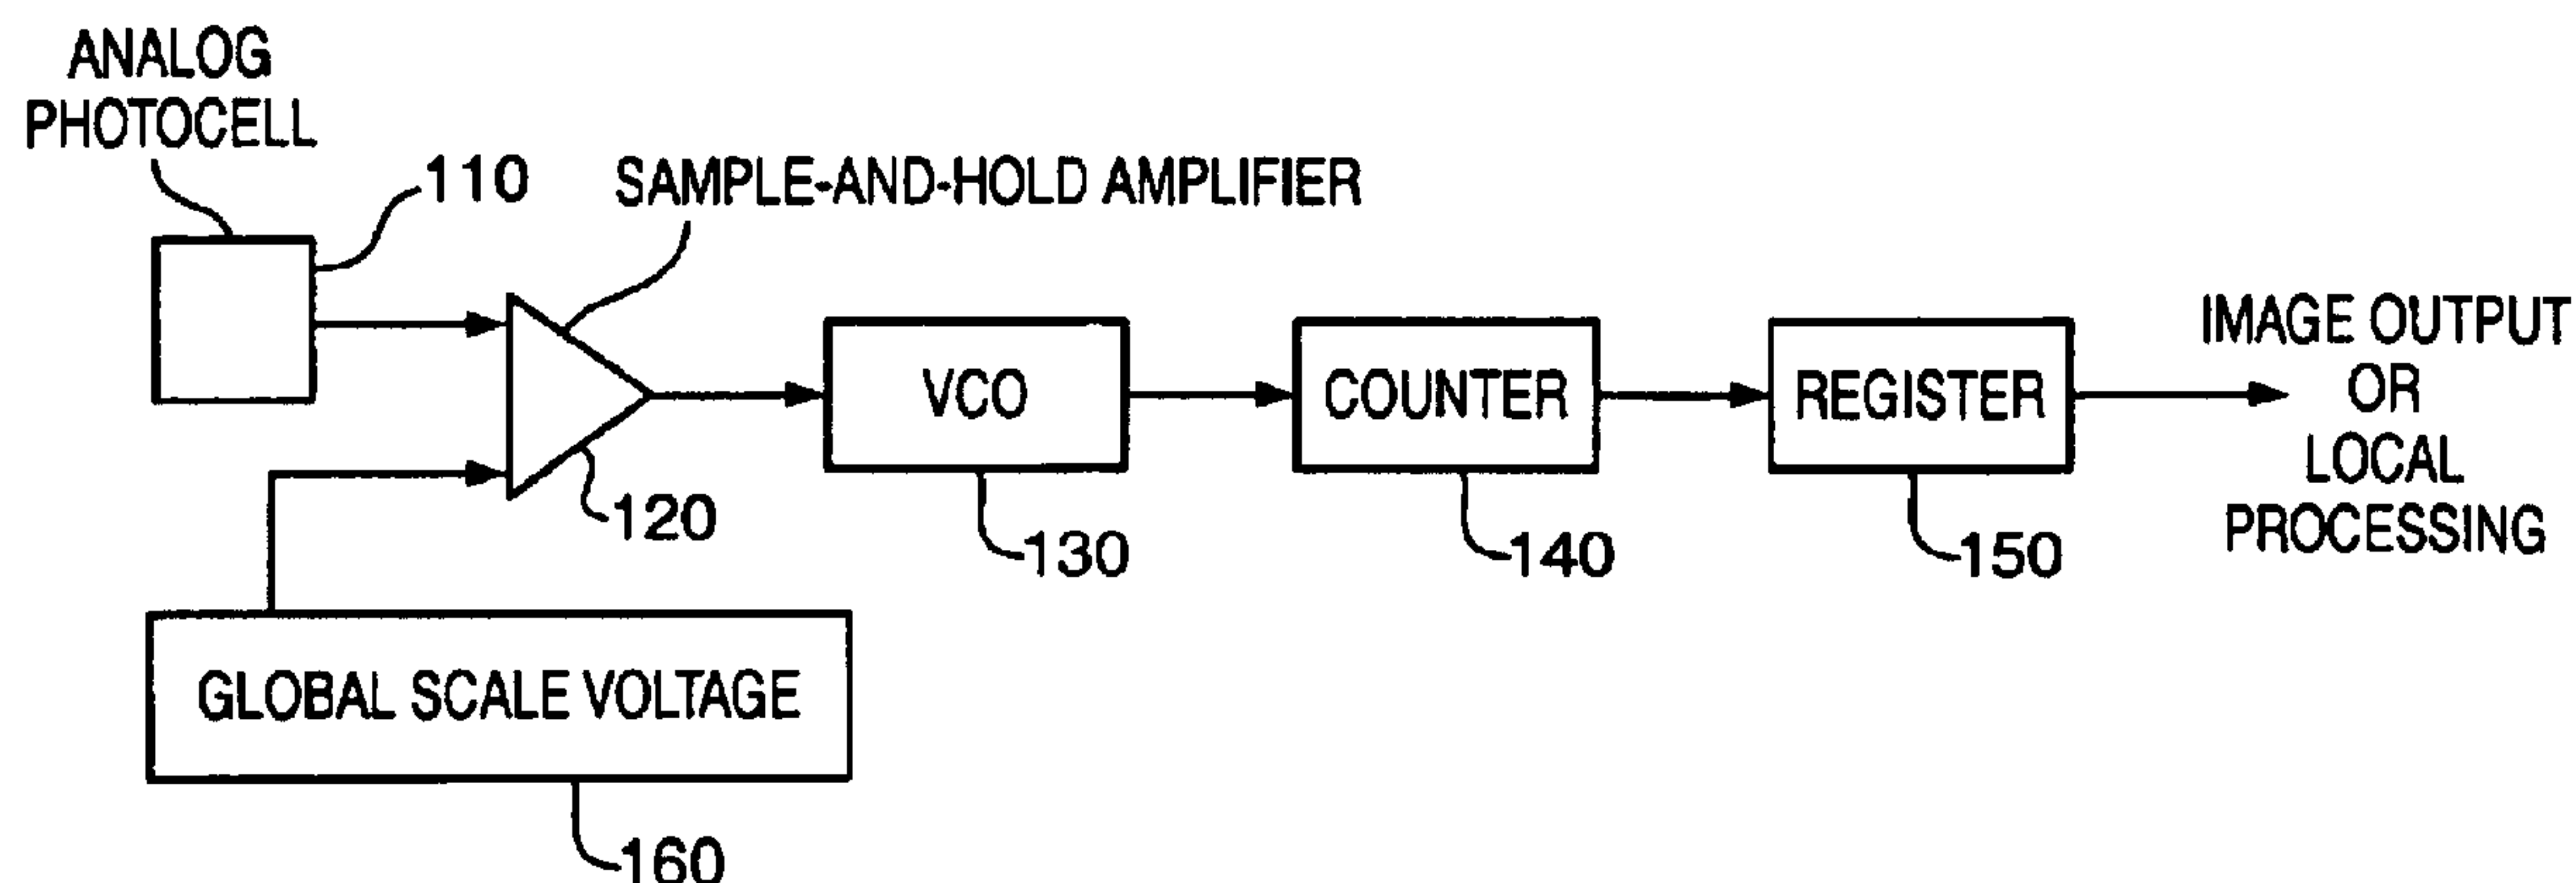 ANALOG
PHOTOCELL
110
SAMPLE-AND-HOLD AMPLIFIER
120
VCO
130
COUNTER
140
REGISTER
150
IMAGE OUTPUT
OR
LOCAL
PROCESSING
GLOBAL SCALE VOLTAGE
160